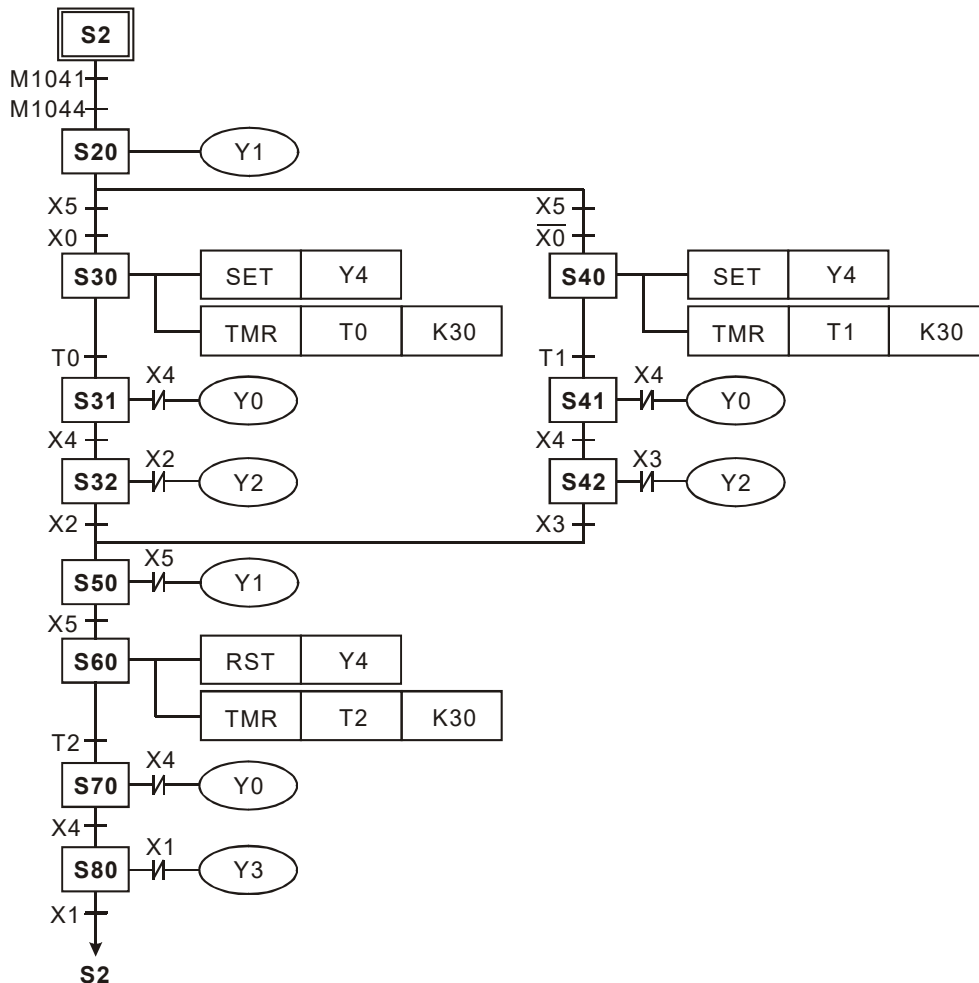 S2
M1041
M1044
S20 Y1
X5 X5
X0 X̅0̅
S30 SET Y4 S40 SET Y4
TMR T0 K30 TMR T1 K30
T0 T1
X4 X4
S31 Y0 S41 Y0
X4 X4
X2 X3
S32 Y2 S42 Y2
X2 X3
X5
S50 Y1
X5
S60 RST Y4
TMR T2 K30
T2
X4
S70 Y0
X4
X1
S80 Y3
X1
S2